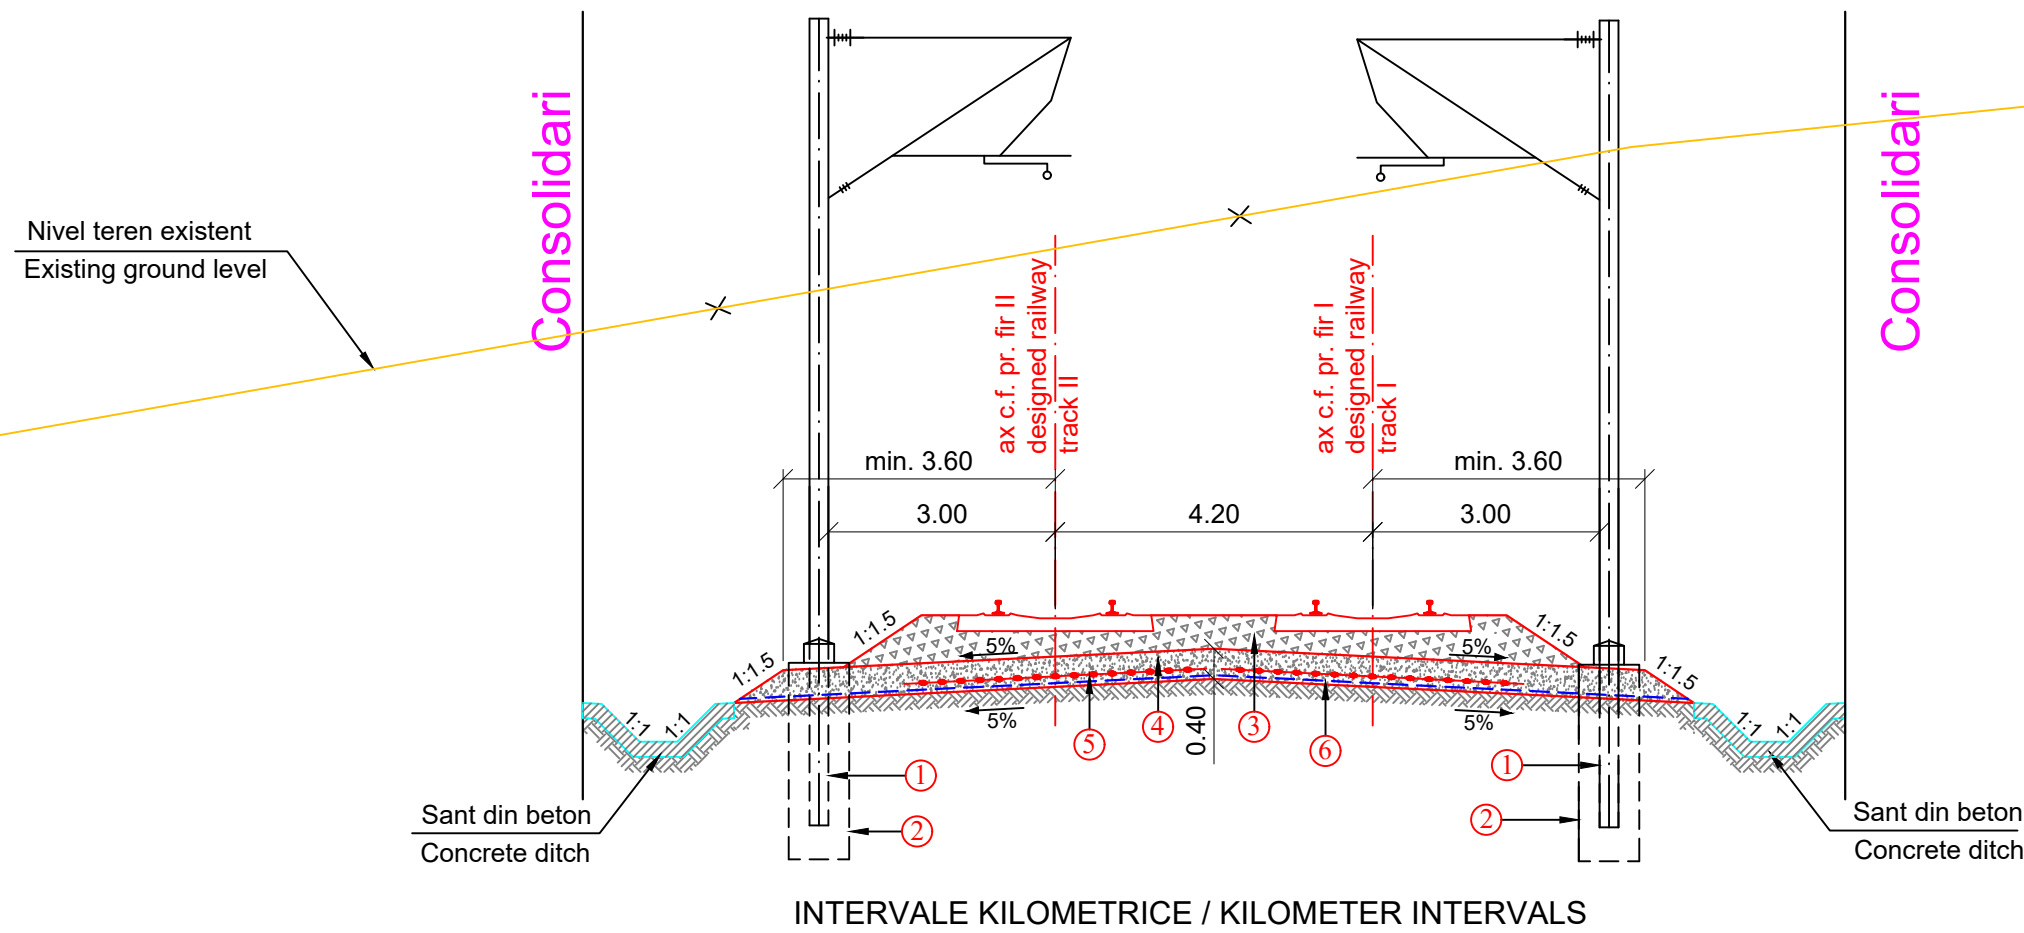 Consolidari
Consolidari
Nivel teren existent
Existing ground level
ax c.f. pr. fir II
designed railway
track II
ax c.f. pr. fir I
designed railway
track I
min. 3.60
min. 3.60
3.00
4.20
3.00
1:1.5
1:1.5
5%
5%
1:1.5
1:1.5
1:1
1:1
5%
5%
1:1
1:1
5
4
0.40
3
6
1
1
2
2
Sant din beton
Concrete ditch
Sant din beton
Concrete ditch
INTERVALE KILOMETRICE / KILOMETER INTERVALS